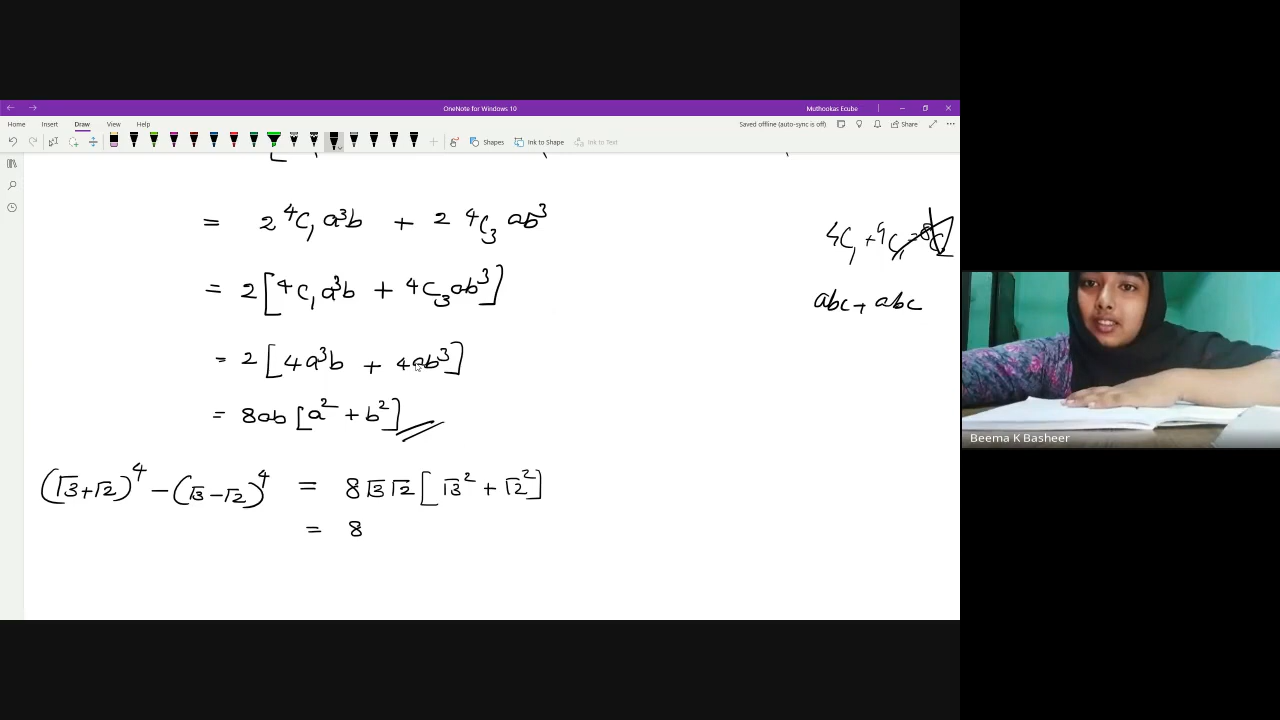 OneNote for Windows 10
Muthookas Ecube
Home Insert Draw View Help
Saved offline (auto-sync is off) Share
Shapes Ink to Shape Ink to Text
= 2 ⁴C₁ a³b + 2 ⁴C₃ ab³
= 2[⁴C₁ a³b + ⁴C₃ ab³]
= 2[4a³b + 4ab³]
= 8ab[a² + b²]
(√3+√2)⁴ − (√3−√2)⁴ = 8√3√2[√3² + √2²]
= 8
abc + abc
Beema K Basheer